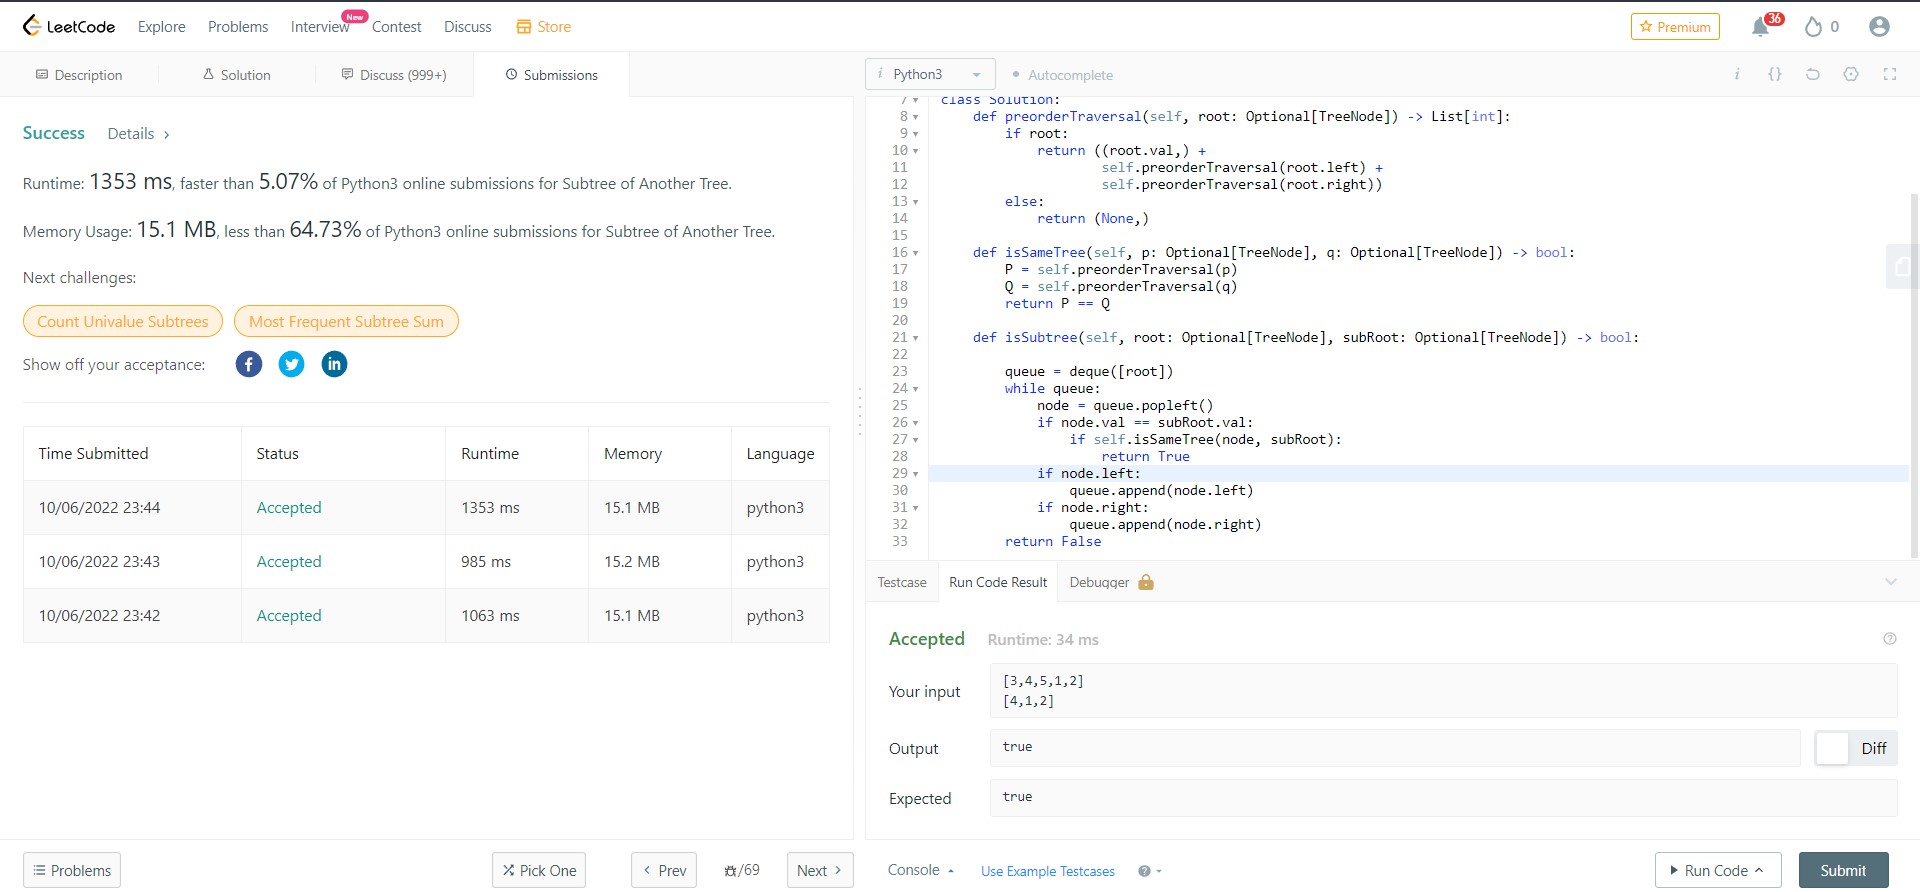 LeetCode Explore Problems Interview New Contest Discuss Store Premium 36 0
Description Solution Discuss (999+) Submissions
Success Details >
Runtime: 1353 ms, faster than 5.07% of Python3 online submissions for Subtree of Another Tree.
Memory Usage: 15.1 MB, less than 64.73% of Python3 online submissions for Subtree of Another Tree.
Next challenges:
Count Univalue Subtrees Most Frequent Subtree Sum
Show off your acceptance:
Time Submitted Status Runtime Memory Language
10/06/2022 23:44 Accepted 1353 ms 15.1 MB python3
10/06/2022 23:43 Accepted 985 ms 15.2 MB python3
10/06/2022 23:42 Accepted 1063 ms 15.1 MB python3
Problems Pick One < Prev /69 Next >
i Python3 Autocomplete i {}
7 class Solution:
8 def preorderTraversal(self, root: Optional[TreeNode]) -> List[int]:
9 if root:
10 return ((root.val,) +
11 self.preorderTraversal(root.left) +
12 self.preorderTraversal(root.right))
13 else:
14 return (None,)
15
16 def isSameTree(self, p: Optional[TreeNode], q: Optional[TreeNode]) -> bool:
17 P = self.preorderTraversal(p)
18 Q = self.preorderTraversal(q)
19 return P == Q
20
21 def isSubtree(self, root: Optional[TreeNode], subRoot: Optional[TreeNode]) -> bool:
22
23 queue = deque([root])
24 while queue:
25 node = queue.popleft()
26 if node.val == subRoot.val:
27 if self.isSameTree(node, subRoot):
28 return True
29 if node.left:
30 queue.append(node.left)
31 if node.right:
32 queue.append(node.right)
33 return False
Testcase Run Code Result Debugger
Accepted Runtime: 34 ms
Your input
[3,4,5,1,2]
[4,1,2]
Output true Diff
Expected true
Console Use Example Testcases Run Code Submit